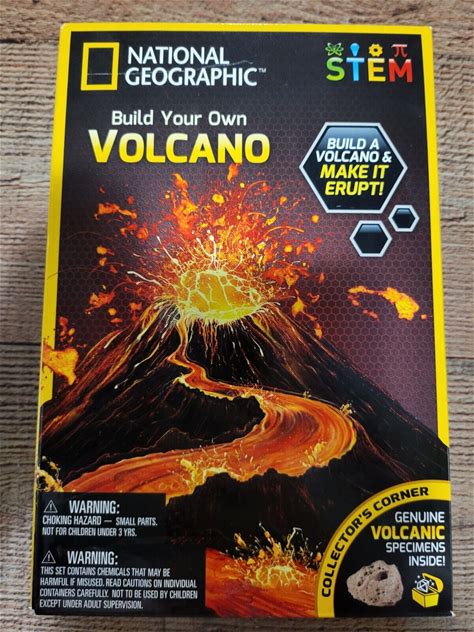 NATIONAL
GEOGRAPHIC™
STEM
Build Your Own
VOLCANO
BUILD A
VOLCANO &
MAKE IT
ERUPT!
WARNING:
CHOKING HAZARD — SMALL PARTS.
NOT FOR CHILDREN UNDER 3 YRS.
WARNING:
THIS SET CONTAINS CHEMICALS THAT MAY BE
HARMFUL IF MISUSED. READ CAUTIONS ON INDIVIDUAL
CONTAINERS CAREFULLY. NOT TO BE USED BY CHILDREN
EXCEPT UNDER ADULT SUPERVISION.
COLLECTOR'S CORNER
GENUINE
VOLCANIC
SPECIMENS
INSIDE!